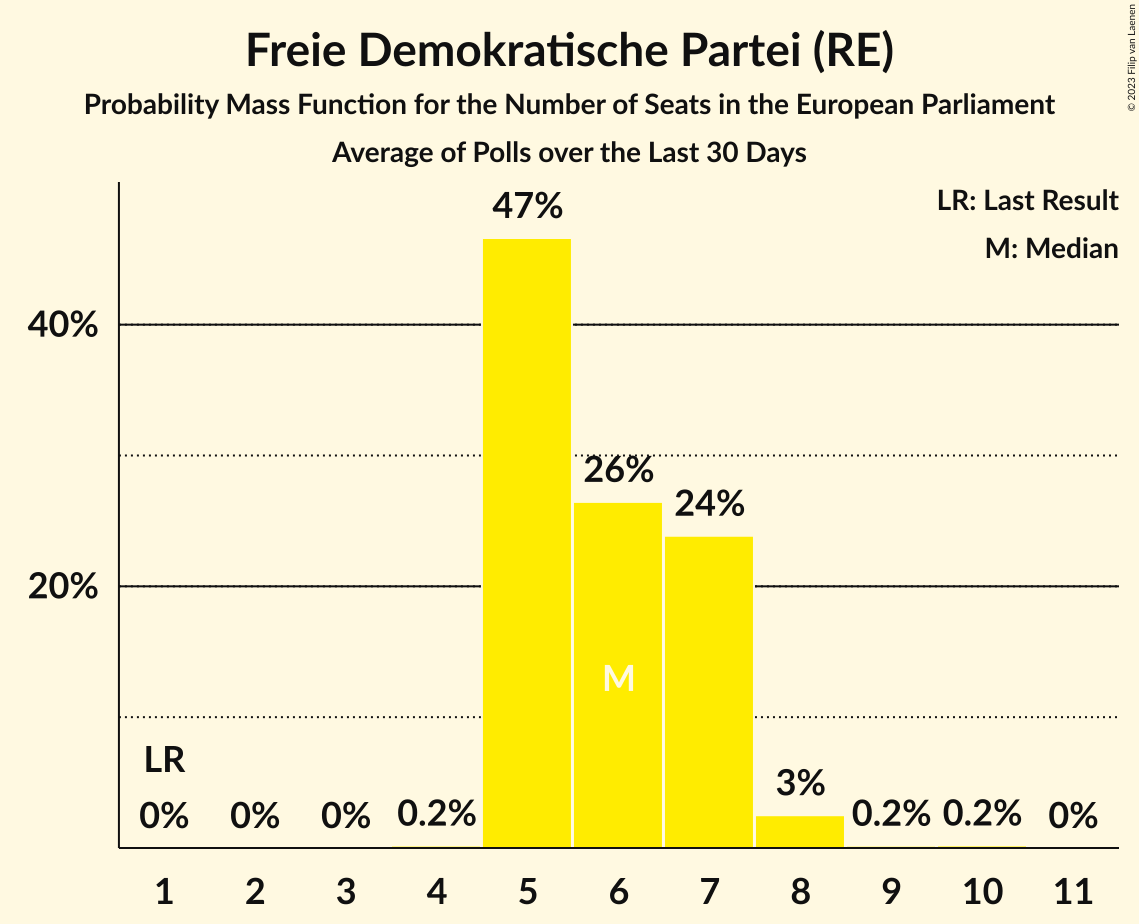 Freie Demokratische Partei (RE)
Probability Mass Function for the Number of Seats in the European Parliament
Average of Polls over the Last 30 Days
© 2023 Filip van Laenen
LR: Last Result
M: Median
47%
40%
26%
24%
20%
M
LR
3%
0% 0% 0% 0.2% 0.2% 0.2% 0%
1 2 3 4 5 6 7 8 9 10 11